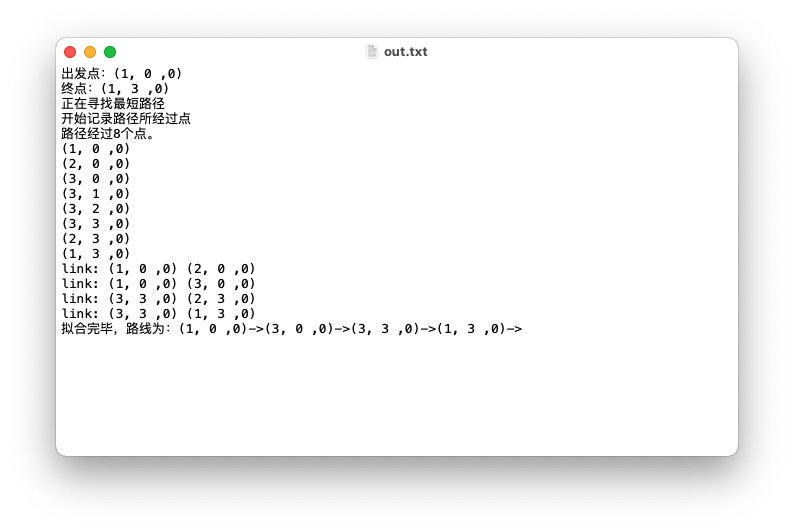 out.txt
出发点：(1, 0 ,0)
终点：(1, 3 ,0)
正在寻找最短路径
开始记录路径所经过点
路径经过8个点。
(1, 0 ,0)
(2, 0 ,0)
(3, 0 ,0)
(3, 1 ,0)
(3, 2 ,0)
(3, 3 ,0)
(2, 3 ,0)
(1, 3 ,0)
link: (1, 0 ,0) (2, 0 ,0)
link: (1, 0 ,0) (3, 0 ,0)
link: (3, 3 ,0) (2, 3 ,0)
link: (3, 3 ,0) (1, 3 ,0)
拟合完毕，路线为：(1, 0 ,0)->(3, 0 ,0)->(3, 3 ,0)->(1, 3 ,0)->